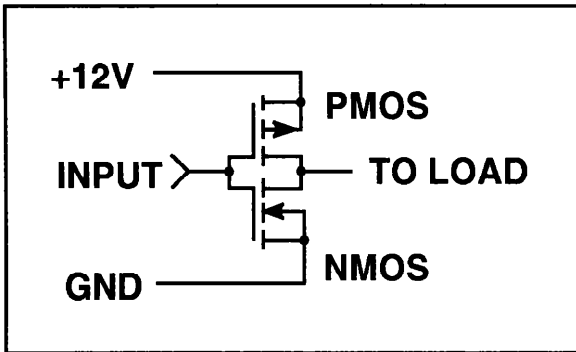 +12V
PMOS
INPUT
TO LOAD
NMOS
GND